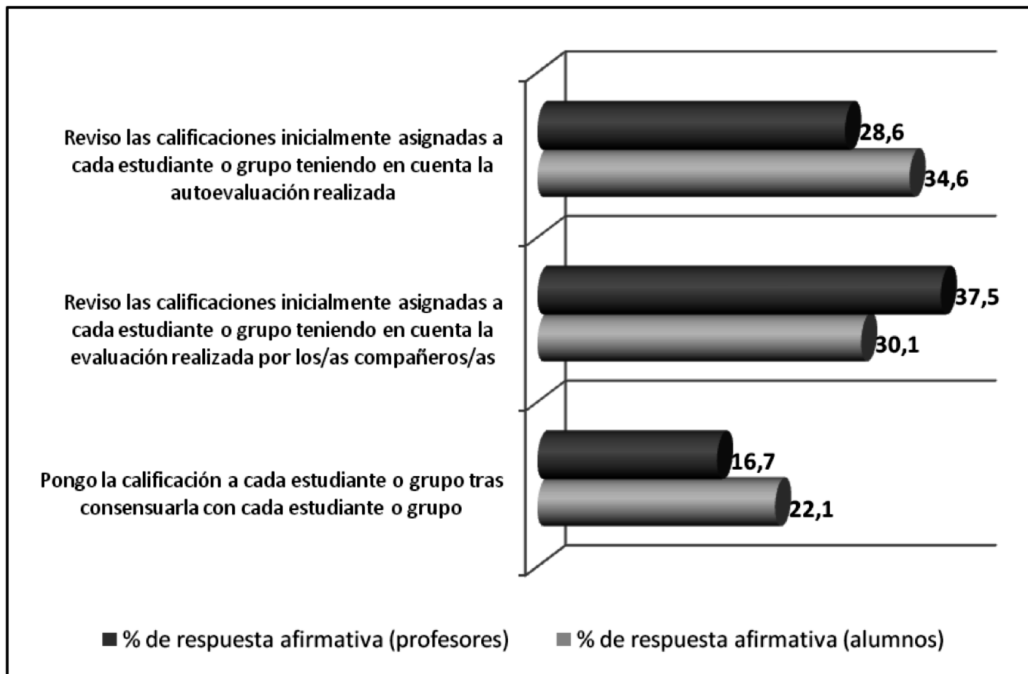 Reviso las calificaciones inicialmente asignadas a
cada estudiante o grupo teniendo en cuenta la
autoevaluación realizada
28,6
34,6
Reviso las calificaciones inicialmente asignadas a
cada estudiante o grupo teniendo en cuenta la
evaluación realizada por los/as compañeros/as
37,5
30,1
Pongo la calificación a cada estudiante o grupo tras
consensuarla con cada estudiante o grupo
16,7
22,1
% de respuesta afirmativa (profesores)
% de respuesta afirmativa (alumnos)